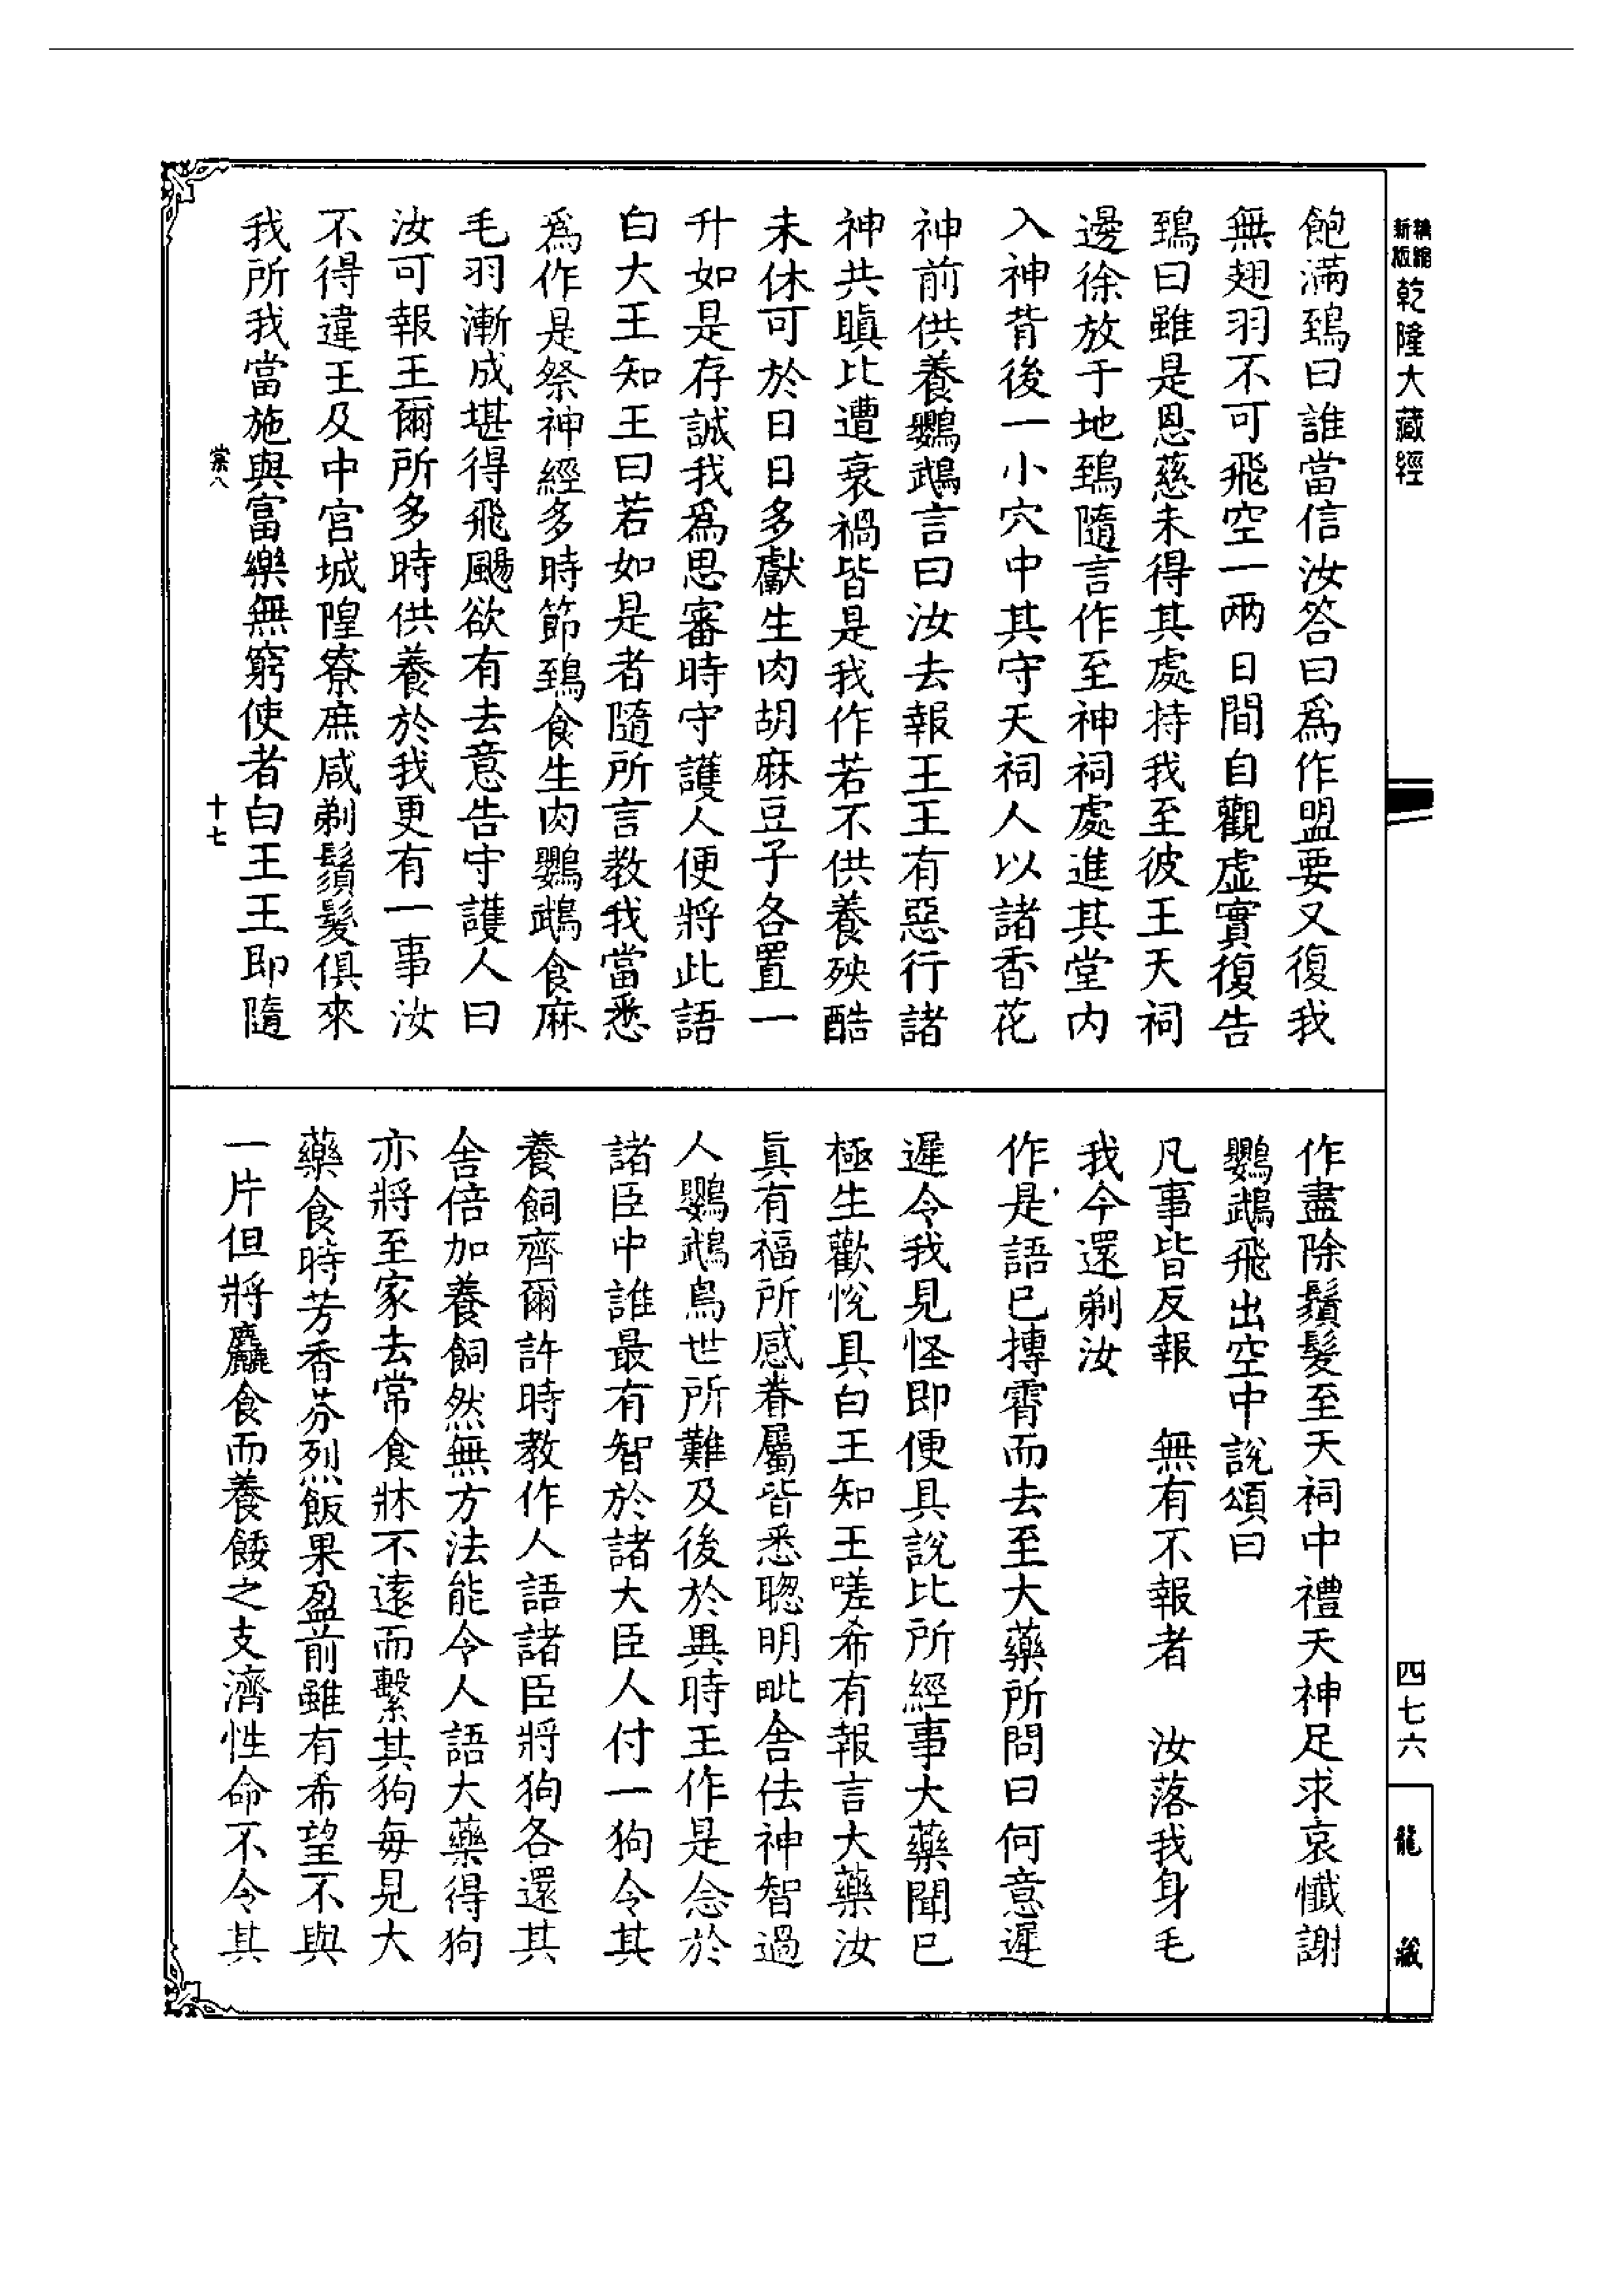 精縮
新版
乾隆大藏經
四七六
龍藏
飽滿鵄曰誰當信汝答曰爲作盟要又復我
無翅羽不可飛空一兩日間自觀虛實復告
鵄曰雖是恩慈未得其處持我至彼王天祠
邊徐放于地鵄隨言作至神祠處進其堂內
入神背後一小穴中其守天祠人以諸香花
神前供養鸚鵡言曰汝去報王王有惡行諸
神共瞋比遭衰禍皆是我作若不供養殃酷
未休可於日日多獻生肉胡麻豆子各置一
升如是存誠我爲思審時守護人便將此語
白大王知王曰若如是者隨所言教我當悉
爲作是祭神經多時節鵄食生肉鸚鵡食麻
毛羽漸成堪得飛颺欲有去意告守護人曰
汝可報王爾所多時供養於我更有一事汝
不得違王及中宮城隍寮庶咸剃鬚髮俱來
我所我當施與富樂無窮使者白王王即隨
棠八
十七
作盡除鬚髮至天祠中禮天神足求哀懺謝
鸚鵡飛出空中說頌曰
凡事皆反報 無有不報者 汝落我身毛
我今還剃汝
作是語已摶霄而去至大藥所問曰何意遲
遲令我見怪即便具說比所經事大藥聞已
極生歡悅具白王知王嗟希有報言大藥汝
真有福所感眷屬皆悉聰明毗舍佉神智過
人鸚鵡鳥世所難及後於異時王作是念於
諸臣中誰最有智於諸大臣人付一狗令其
養飼齊爾許時教作人語諸臣將狗各還其
舍倍加養飼然無方法能令人語大藥得狗
亦將至家去常食牀不遠而繫其狗每見大
藥食時芳香芬烈飯果盈前雖有希望不與
一片但將麤食而養餧之支濟性命不令其